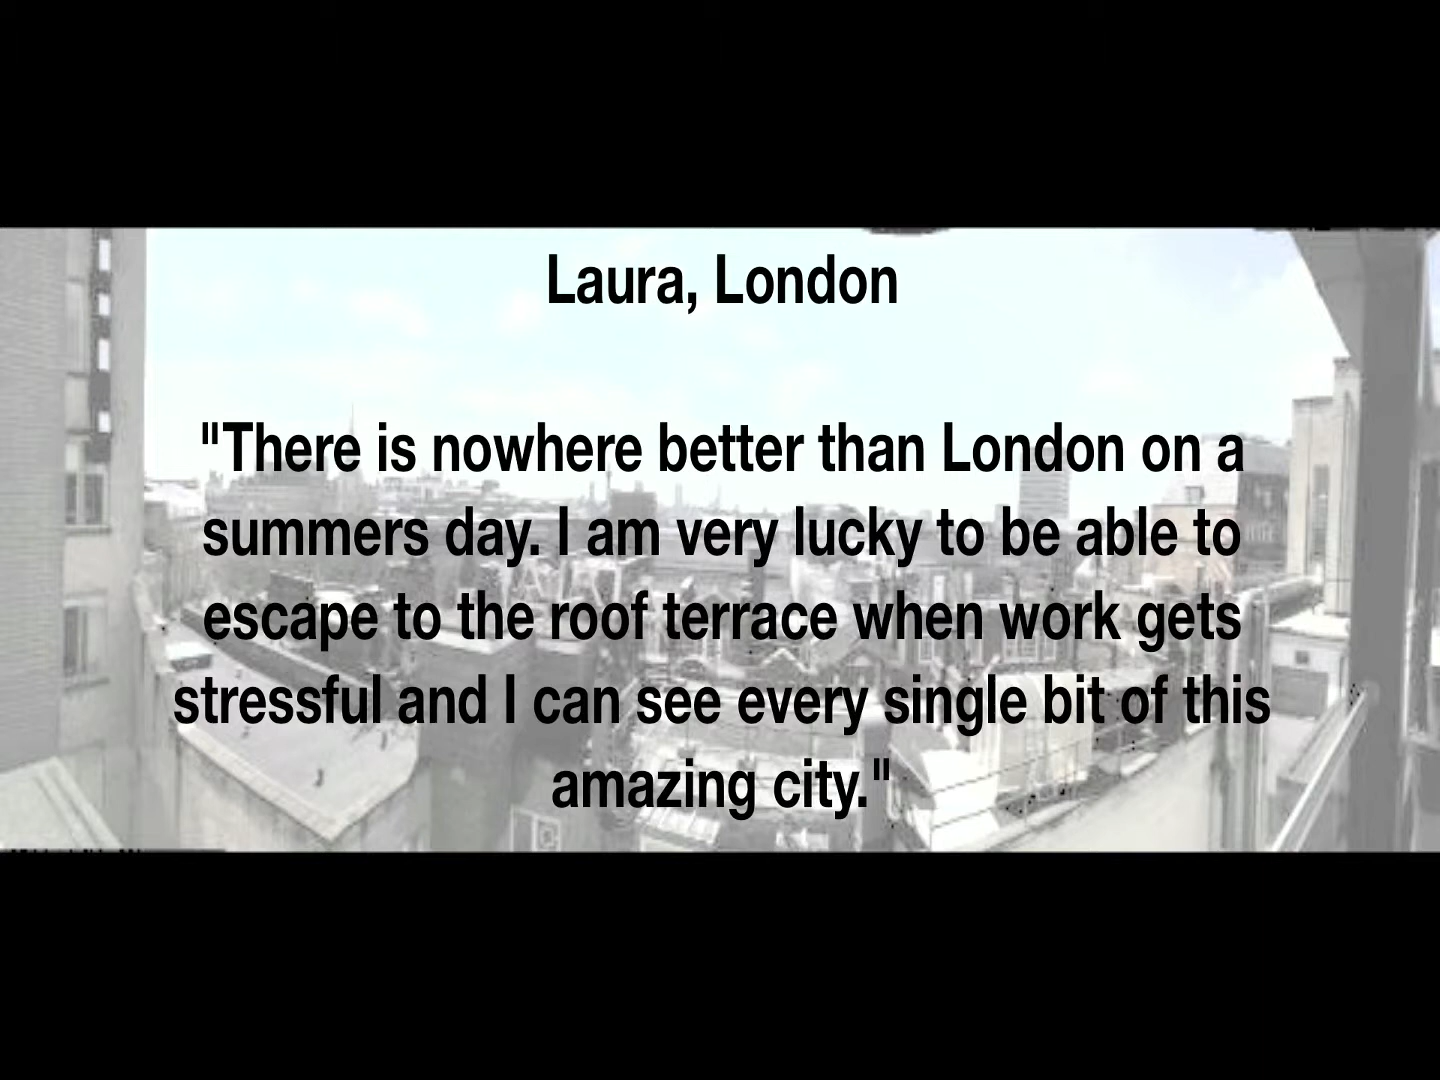 Laura, London
"There is nowhere better than London on a
summers day. I am very lucky to be able to
escape to the roof terrace when work gets
stressful and I can see every single bit of this
amazing city."